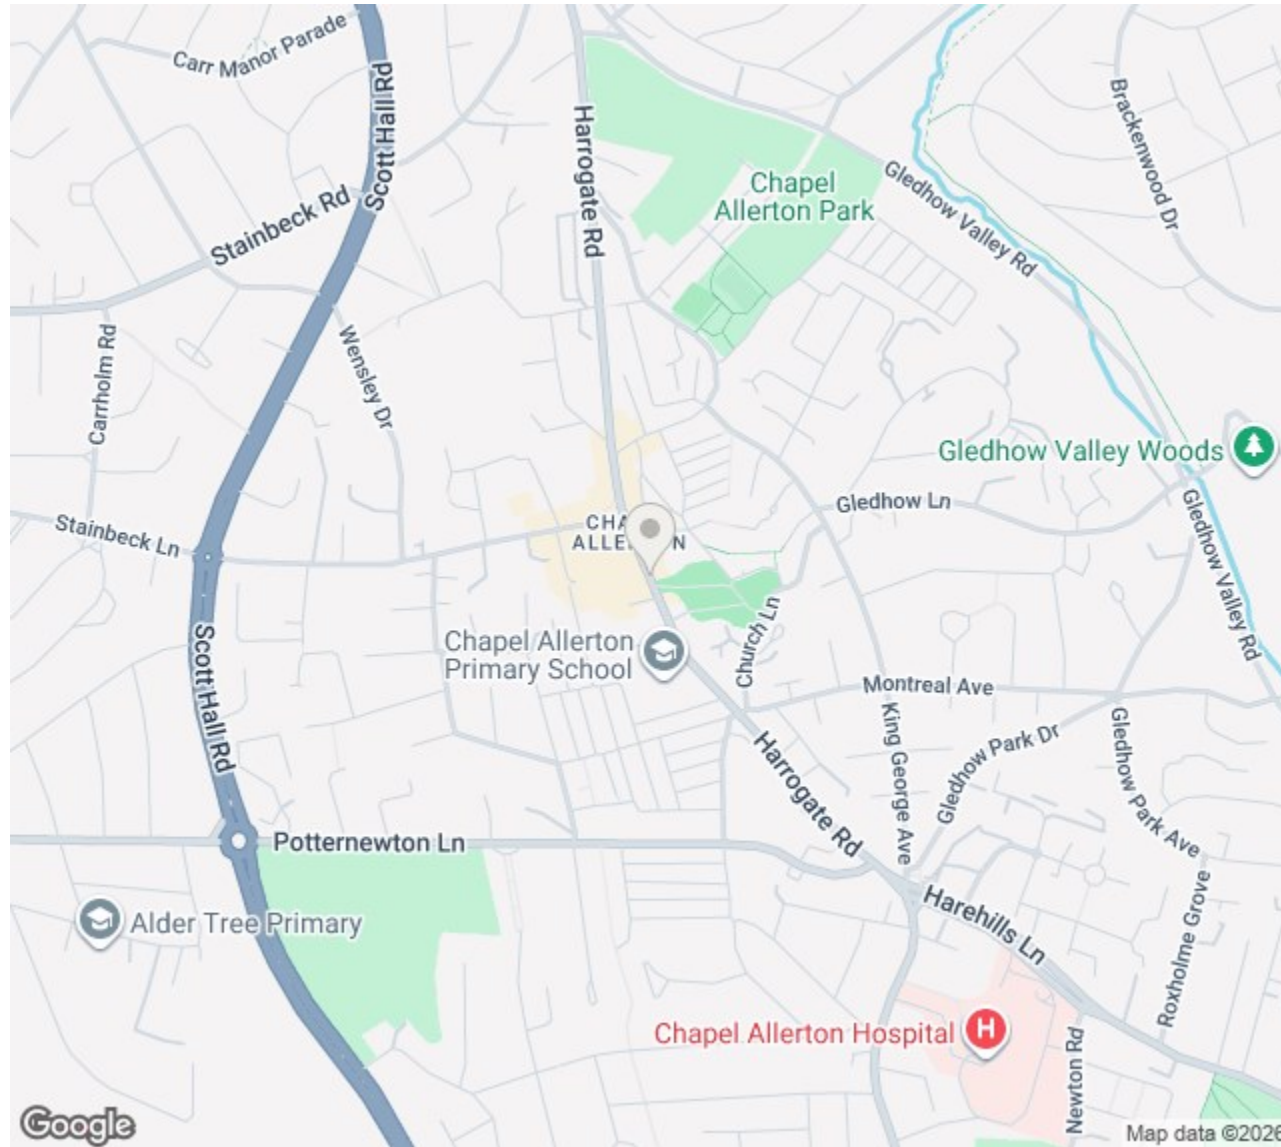 Carr Manor Parade
Scott Hall Rd
Harrogate Rd
Brackenwood Dr
Stainbeck Rd
Chapel
Allerton Park
Gledhow Valley Rd
Carrholm Rd
Wensley Dr
Gledhow Valley Woods
Gledhow Ln
Stainbeck Ln
Gledhow Valley Rd
Chapel Allerton
Primary School
Church Ln
Scott Hall Rd
Montreal Ave
King George Ave
Gledhow Park Dr
Gledhow Park Ave
Harrogate Rd
Potternewton Ln
Harehills Ln
Roxholme Grove
Alder Tree Primary
Chapel Allerton Hospital
H
Newton Rd
Google
Map data ©2026